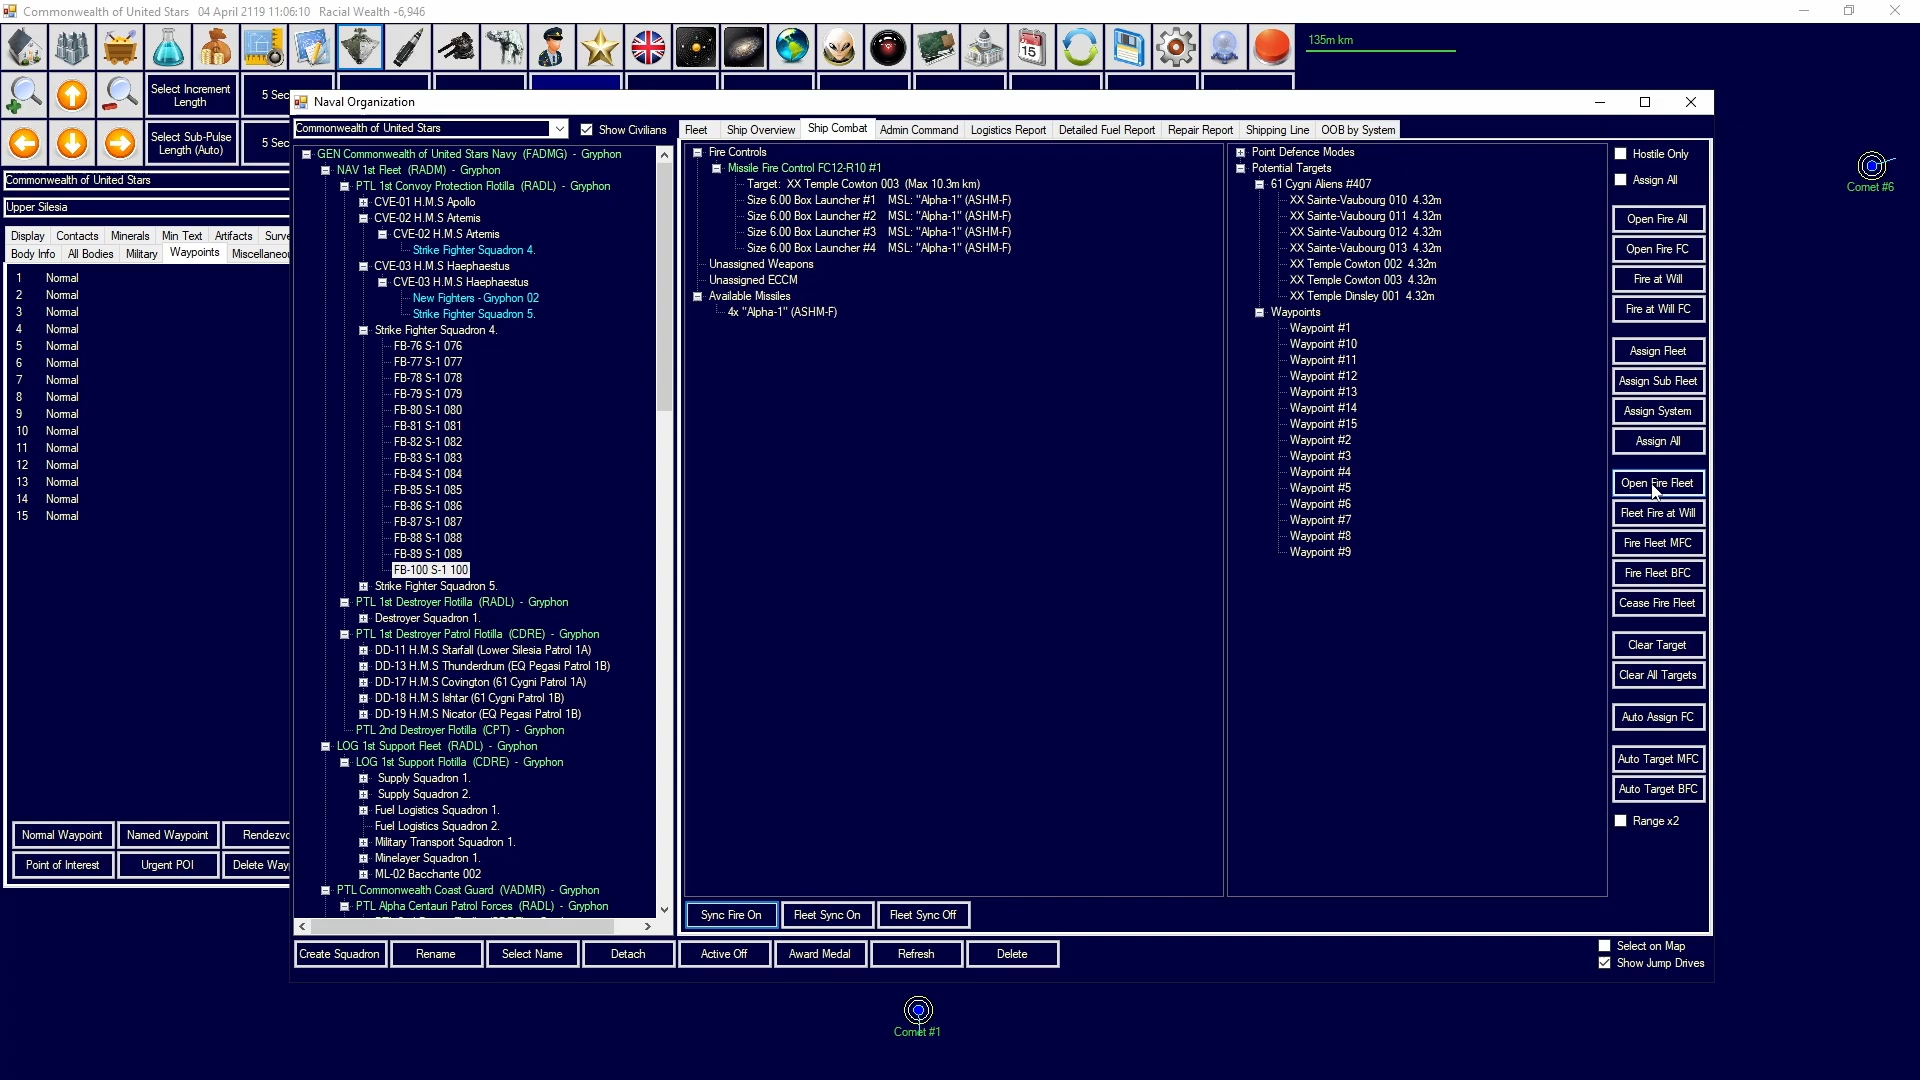 Commonwealth of United Stars   04 April 2119 11:06:10   Racial Wealth -6,946
15
135m km
Select Increment Length
5 Sec
Select Sub-Pulse Length (Auto)
5 Sec
Commonwealth of United Stars
Upper Silesia
Display Contacts Minerals Min Text Artifacts Surve
Body Info All Bodies Military Waypoints Miscellaneou
1 Normal
2 Normal
3 Normal
4 Normal
5 Normal
6 Normal
7 Normal
8 Normal
9 Normal
10 Normal
11 Normal
12 Normal
13 Normal
14 Normal
15 Normal
Normal Waypoint Named Waypoint Rendezvo
Point of Interest Urgent POI Delete Way
Naval Organization
Commonwealth of United Stars
Show Civilians
GEN Commonwealth of United Stars Navy (FADMG) - Gryphon
NAV 1st Fleet (RADM) - Gryphon
PTL 1st Convoy Protection Flotilla (RADL) - Gryphon
CVE-01 H.M.S Apollo
CVE-02 H.M.S Artemis
CVE-02 H.M.S Artemis
Strike Fighter Squadron 4.
CVE-03 H.M.S Haephaestus
CVE-03 H.M.S Haephaestus
New Fighters - Gryphon 02
Strike Fighter Squadron 5.
Strike Fighter Squadron 4.
FB-76 S-1 076
FB-77 S-1 077
FB-78 S-1 078
FB-79 S-1 079
FB-80 S-1 080
FB-81 S-1 081
FB-82 S-1 082
FB-83 S-1 083
FB-84 S-1 084
FB-85 S-1 085
FB-86 S-1 086
FB-87 S-1 087
FB-88 S-1 088
FB-89 S-1 089
FB-100 S-1 100
Strike Fighter Squadron 5.
PTL 1st Destroyer Flotilla (RADL) - Gryphon
Destroyer Squadron 1.
PTL 1st Destroyer Patrol Flotilla (CDRE) - Gryphon
DD-11 H.M.S Starfall (Lower Silesia Patrol 1A)
DD-13 H.M.S Thunderdrum (EQ Pegasi Patrol 1B)
DD-17 H.M.S Covington (61 Cygni Patrol 1A)
DD-18 H.M.S Ishtar (61 Cygni Patrol 1B)
DD-19 H.M.S Nicator (EQ Pegasi Patrol 1B)
PTL 2nd Destroyer Flotilla (CPT) - Gryphon
LOG 1st Support Fleet (RADL) - Gryphon
LOG 1st Support Flotilla (CDRE) - Gryphon
Supply Squadron 1.
Supply Squadron 2.
Fuel Logistics Squadron 1.
Fuel Logistics Squadron 2.
Military Transport Squadron 1.
Minelayer Squadron 1.
ML-02 Bacchante 002
PTL Commonwealth Coast Guard (VADMR) - Gryphon
PTL Alpha Centauri Patrol Forces (RADL) - Gryphon
Fleet Ship Overview Ship Combat Admin Command Logistics Report Detailed Fuel Report Repair Report Shipping Line OOB by System
Fire Controls
Missile Fire Control FC12-R10 #1
Target: XX Temple Cowton 003 (Max 10.3m km)
Size 6.00 Box Launcher #1 MSL: "Alpha-1" (ASHM-F)
Size 6.00 Box Launcher #2 MSL: "Alpha-1" (ASHM-F)
Size 6.00 Box Launcher #3 MSL: "Alpha-1" (ASHM-F)
Size 6.00 Box Launcher #4 MSL: "Alpha-1" (ASHM-F)
Unassigned Weapons
Unassigned ECCM
Available Missiles
4x "Alpha-1" (ASHM-F)
Point Defence Modes
Potential Targets
61 Cygni Aliens #407
XX Sainte-Vaubourg 010 4.32m
XX Sainte-Vaubourg 011 4.32m
XX Sainte-Vaubourg 012 4.32m
XX Sainte-Vaubourg 013 4.32m
XX Temple Cowton 002 4.32m
XX Temple Cowton 003 4.32m
XX Temple Dinsley 001 4.32m
Waypoints
Waypoint #1
Waypoint #10
Waypoint #11
Waypoint #12
Waypoint #13
Waypoint #14
Waypoint #15
Waypoint #2
Waypoint #3
Waypoint #4
Waypoint #5
Waypoint #6
Waypoint #7
Waypoint #8
Waypoint #9
Hostile Only
Assign All
Open Fire All
Open Fire FC
Fire at Will
Fire at Will FC
Assign Fleet
Assign Sub Fleet
Assign System
Assign All
Open Fire Fleet
Fleet Fire at Will
Fire Fleet MFC
Fire Fleet BFC
Cease Fire Fleet
Clear Target
Clear All Targets
Auto Assign FC
Auto Target MFC
Auto Target BFC
Range x2
Sync Fire On Fleet Sync On Fleet Sync Off
Create Squadron Rename Select Name Detach Active Off Award Medal Refresh Delete
Select on Map
Show Jump Drives
Comet #6
Comet #1